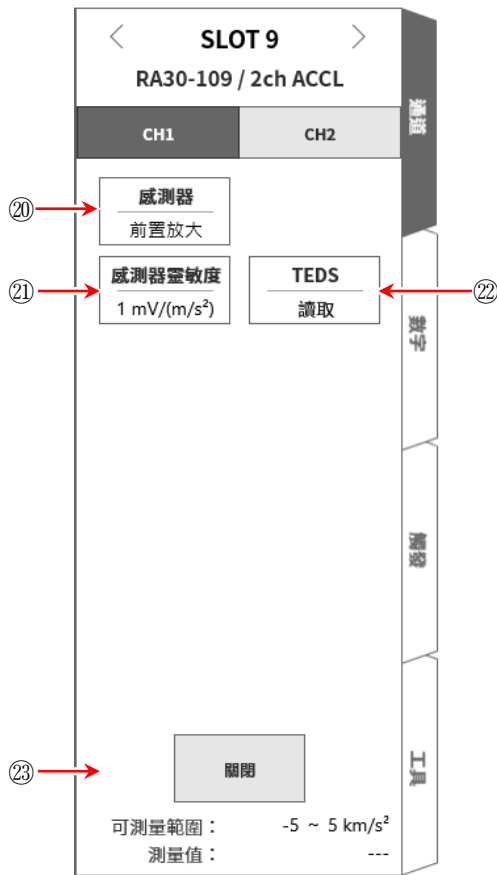 SLOT 9
RA30-109 / 2ch ACCL
CH1 CH2
通道
⑳ 感測器
前置放大
㉑ 感測器靈敏度 TEDS ㉒
1 mV/(m/s²) 讀取
數字
觸發
工具
㉓ 關閉
可測量範圍： -5 ~ 5 km/s²
測量值： ---